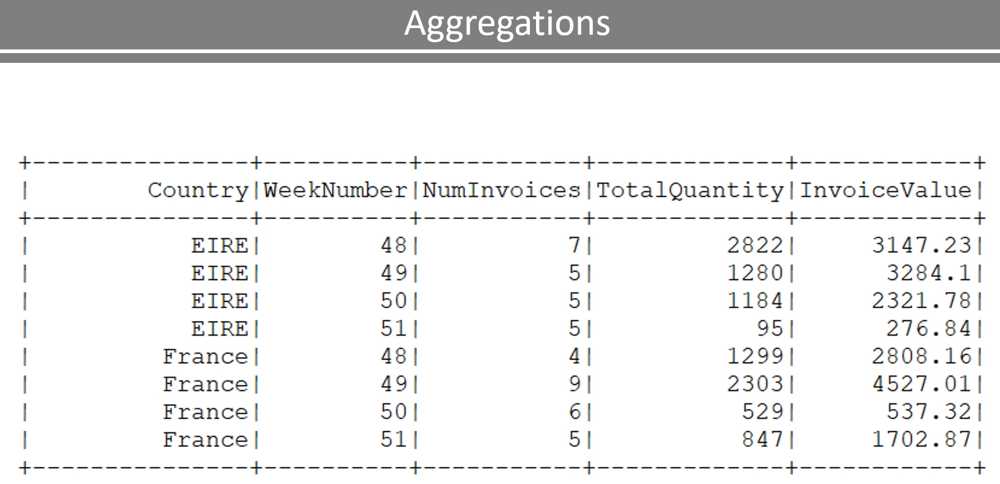 Aggregations
+---------------+----------+-----------+-------------+------------+
|        Country|WeekNumber|NumInvoices|TotalQuantity|InvoiceValue|
+---------------+----------+-----------+-------------+------------+
|           EIRE|        48|          7|         2822|     3147.23|
|           EIRE|        49|          5|         1280|      3284.1|
|           EIRE|        50|          5|         1184|     2321.78|
|           EIRE|        51|          5|           95|      276.84|
|         France|        48|          4|         1299|     2808.16|
|         France|        49|          9|         2303|     4527.01|
|         France|        50|          6|          529|      537.32|
|         France|        51|          5|          847|     1702.87|
+---------------+----------+-----------+-------------+------------+